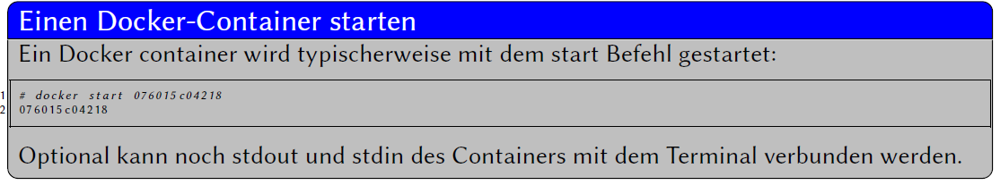 Einen Docker-Container starten
Ein Docker container wird typischerweise mit dem start Befehl gestartet:
1 # docker start 076015c04218
2 076015c04218
Optional kann noch stdout und stdin des Containers mit dem Terminal verbunden werden.